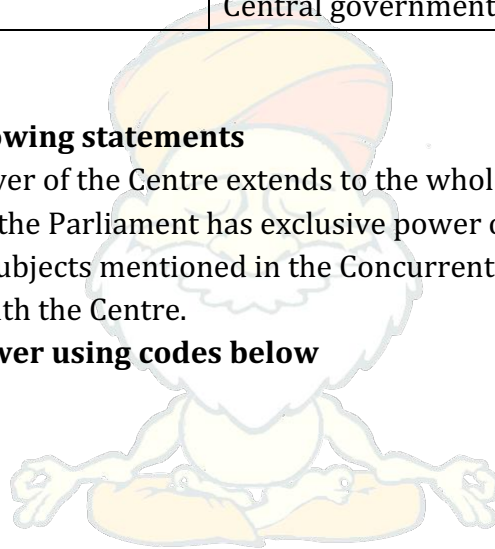 Central government
owing statements
ver of the Centre extends to the whol
the Parliament has exclusive power
ubjects mentioned in the Concurrent
th the Centre.
ver using codes below